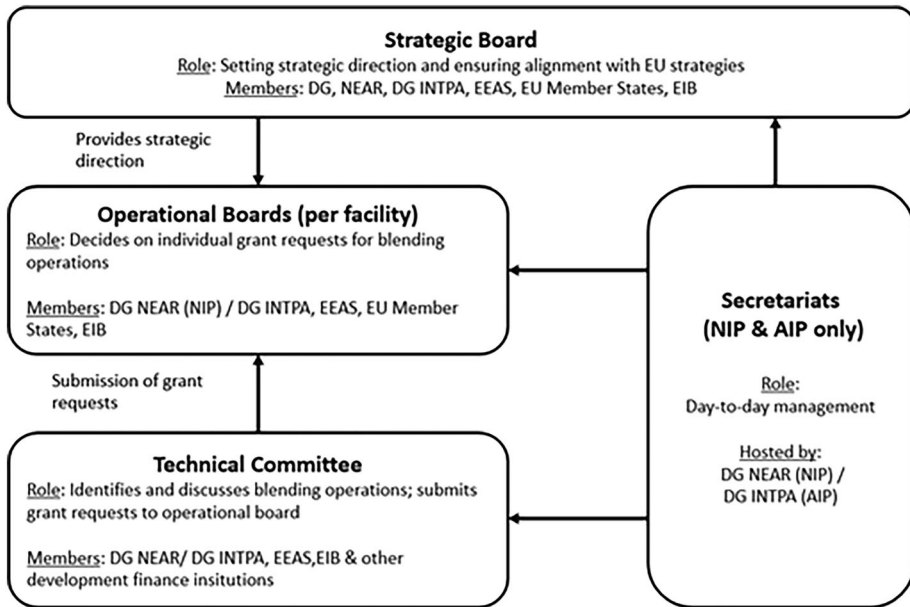 Strategic Board
Role: Setting strategic direction and ensuring alignment with EU strategies
Members: DG, NEAR, DG INTPA, EEAS, EU Member States, EIB
Provides strategic
direction
Operational Boards (per facility)
Role: Decides on individual grant requests for blending
operations
Members: DG NEAR (NIP) / DG INTPA, EEAS, EU Member
States, EIB
Submission of grant
requests
Technical Committee
Role: Identifies and discusses blending operations; submits
grant requests to operational board
Members: DG NEAR/ DG INTPA, EEAS,EIB & other
development finance insitutions
Secretariats
(NIP & AIP only)
Role:
Day-to-day management
Hosted by:
DG NEAR (NIP) /
DG INTPA (AIP)